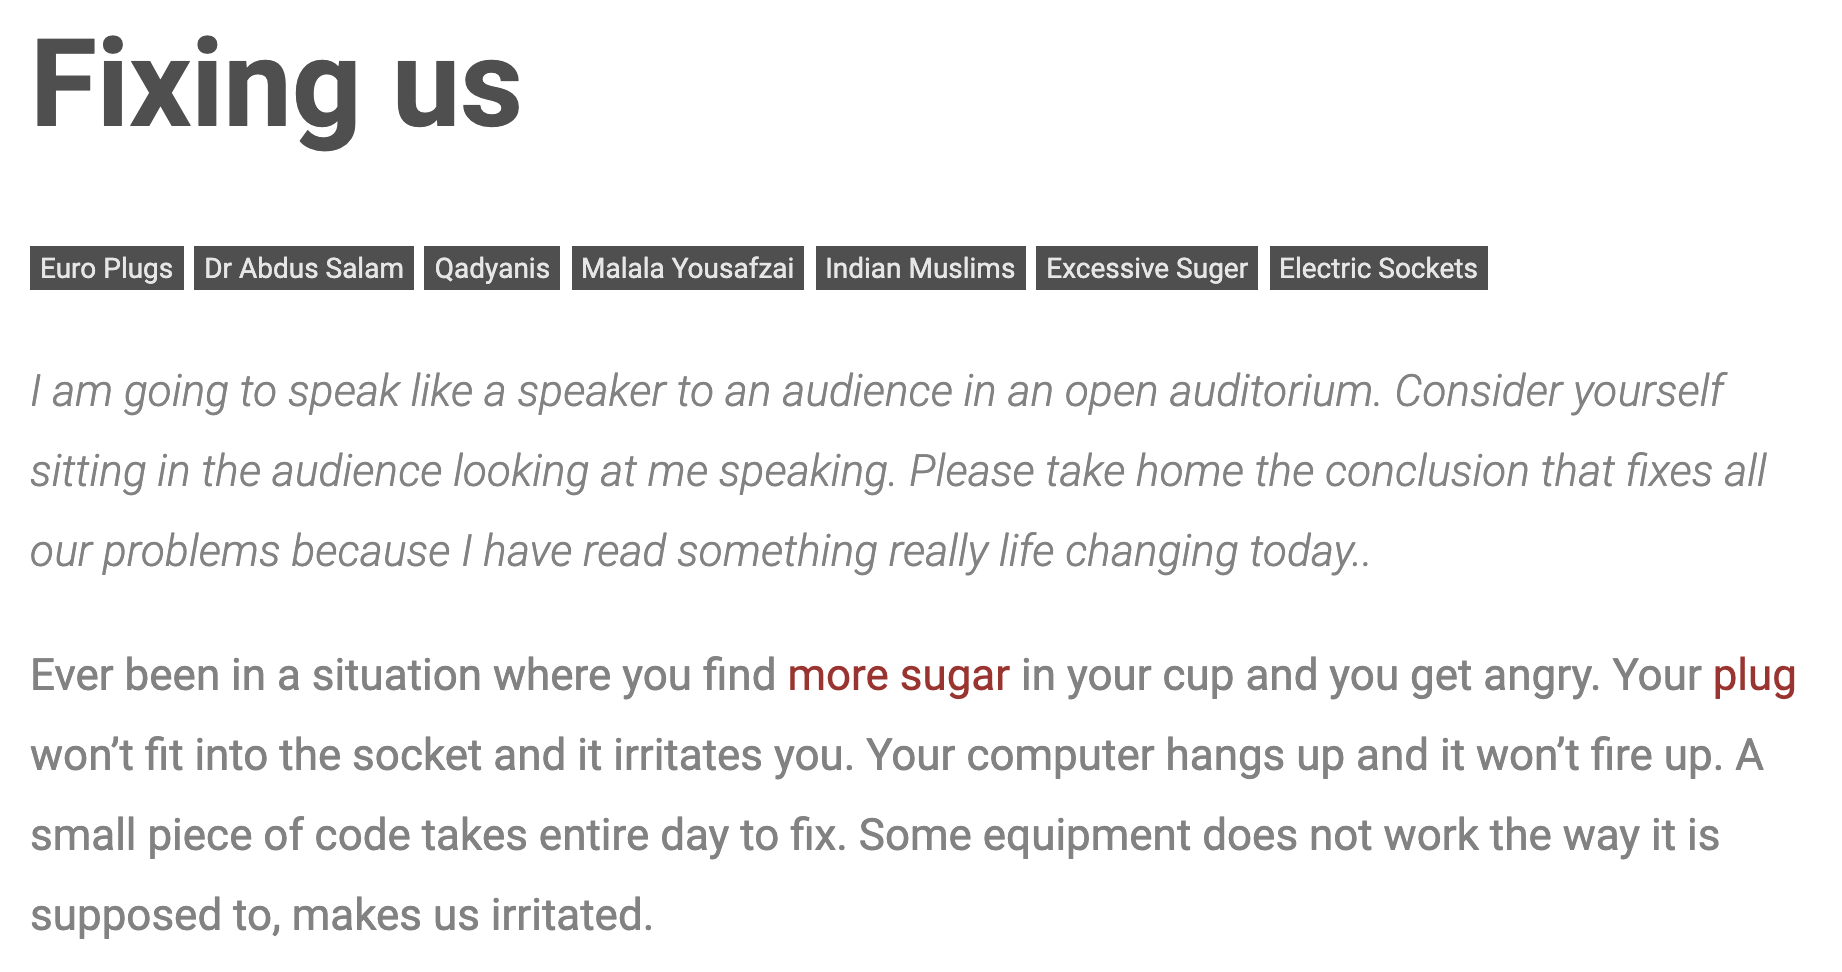 Fixing us
Euro Plugs Dr Abdus Salam Qadyanis Malala Yousafzai Indian Muslims Excessive Suger Electric Sockets
I am going to speak like a speaker to an audience in an open auditorium. Consider yourself
sitting in the audience looking at me speaking. Please take home the conclusion that fixes all
our problems because I have read something really life changing today..
Ever been in a situation where you find more sugar in your cup and you get angry. Your plug
won’t fit into the socket and it irritates you. Your computer hangs up and it won’t fire up. A
small piece of code takes entire day to fix. Some equipment does not work the way it is
supposed to, makes us irritated.